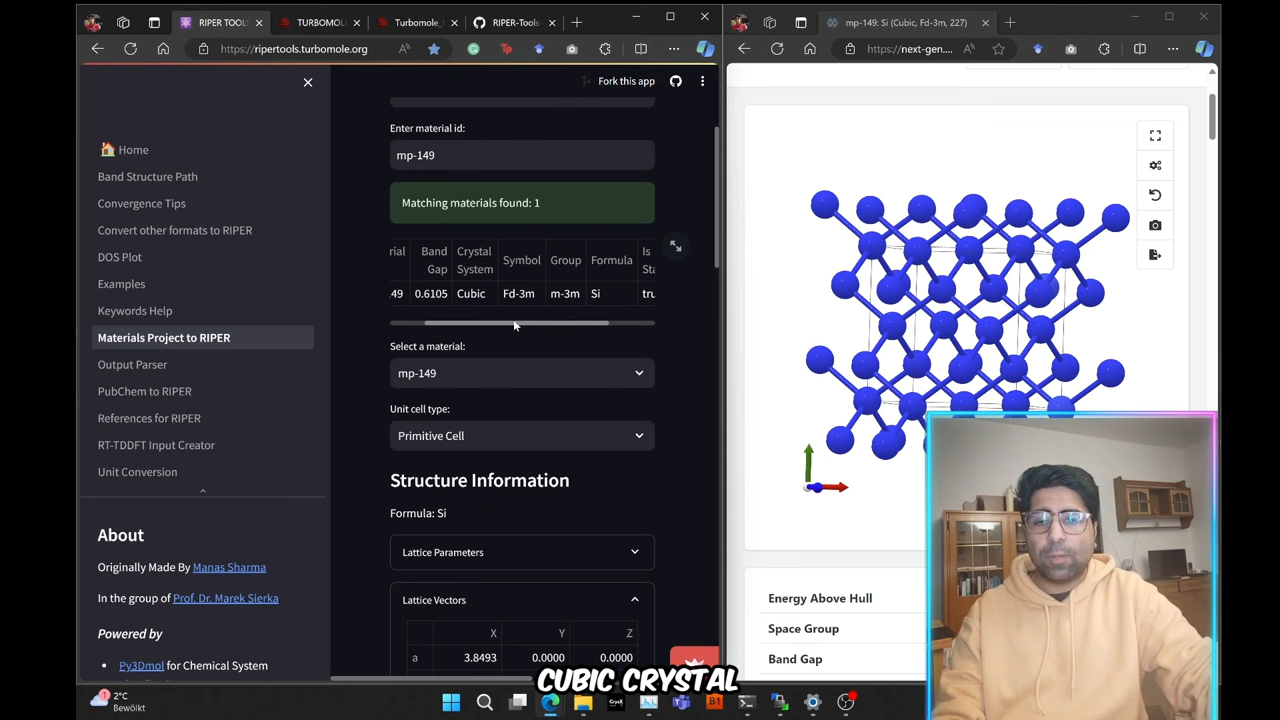 RIPER TOOLS
TURBOMOL
Turbomole_m
RIPER-Tools
https://ripertools.turbomole.org
Fork this app
Home
Band Structure Path
Convergence Tips
Convert other formats to RIPER
DOS Plot
Examples
Keywords Help
Materials Project to RIPER
Output Parser
PubChem to RIPER
References for RIPER
RT-TDDFT Input Creator
Unit Conversion
About
Originally Made By Manas Sharma
In the group of Prof. Dr. Marek Sierka
Powered by
Py3Dmol for Chemical System
Enter material id:
mp-149
Matching materials found: 1
rial Band Gap Crystal System Symbol Group Formula Is Sta
49 0.6105 Cubic Fd-3m m-3m Si tru
Select a material:
mp-149
Unit cell type:
Primitive Cell
Structure Information
Formula: Si
Lattice Parameters
Lattice Vectors
X Y Z
a 3.8493 0.0000 0.0000
mp-149: Si (Cubic, Fd-3m, 227)
https://next-gen.
Energy Above Hull
Space Group
Band Gap
CUBIC CRYSTAL
1
2°C
Bewölkt
CrysX
B1